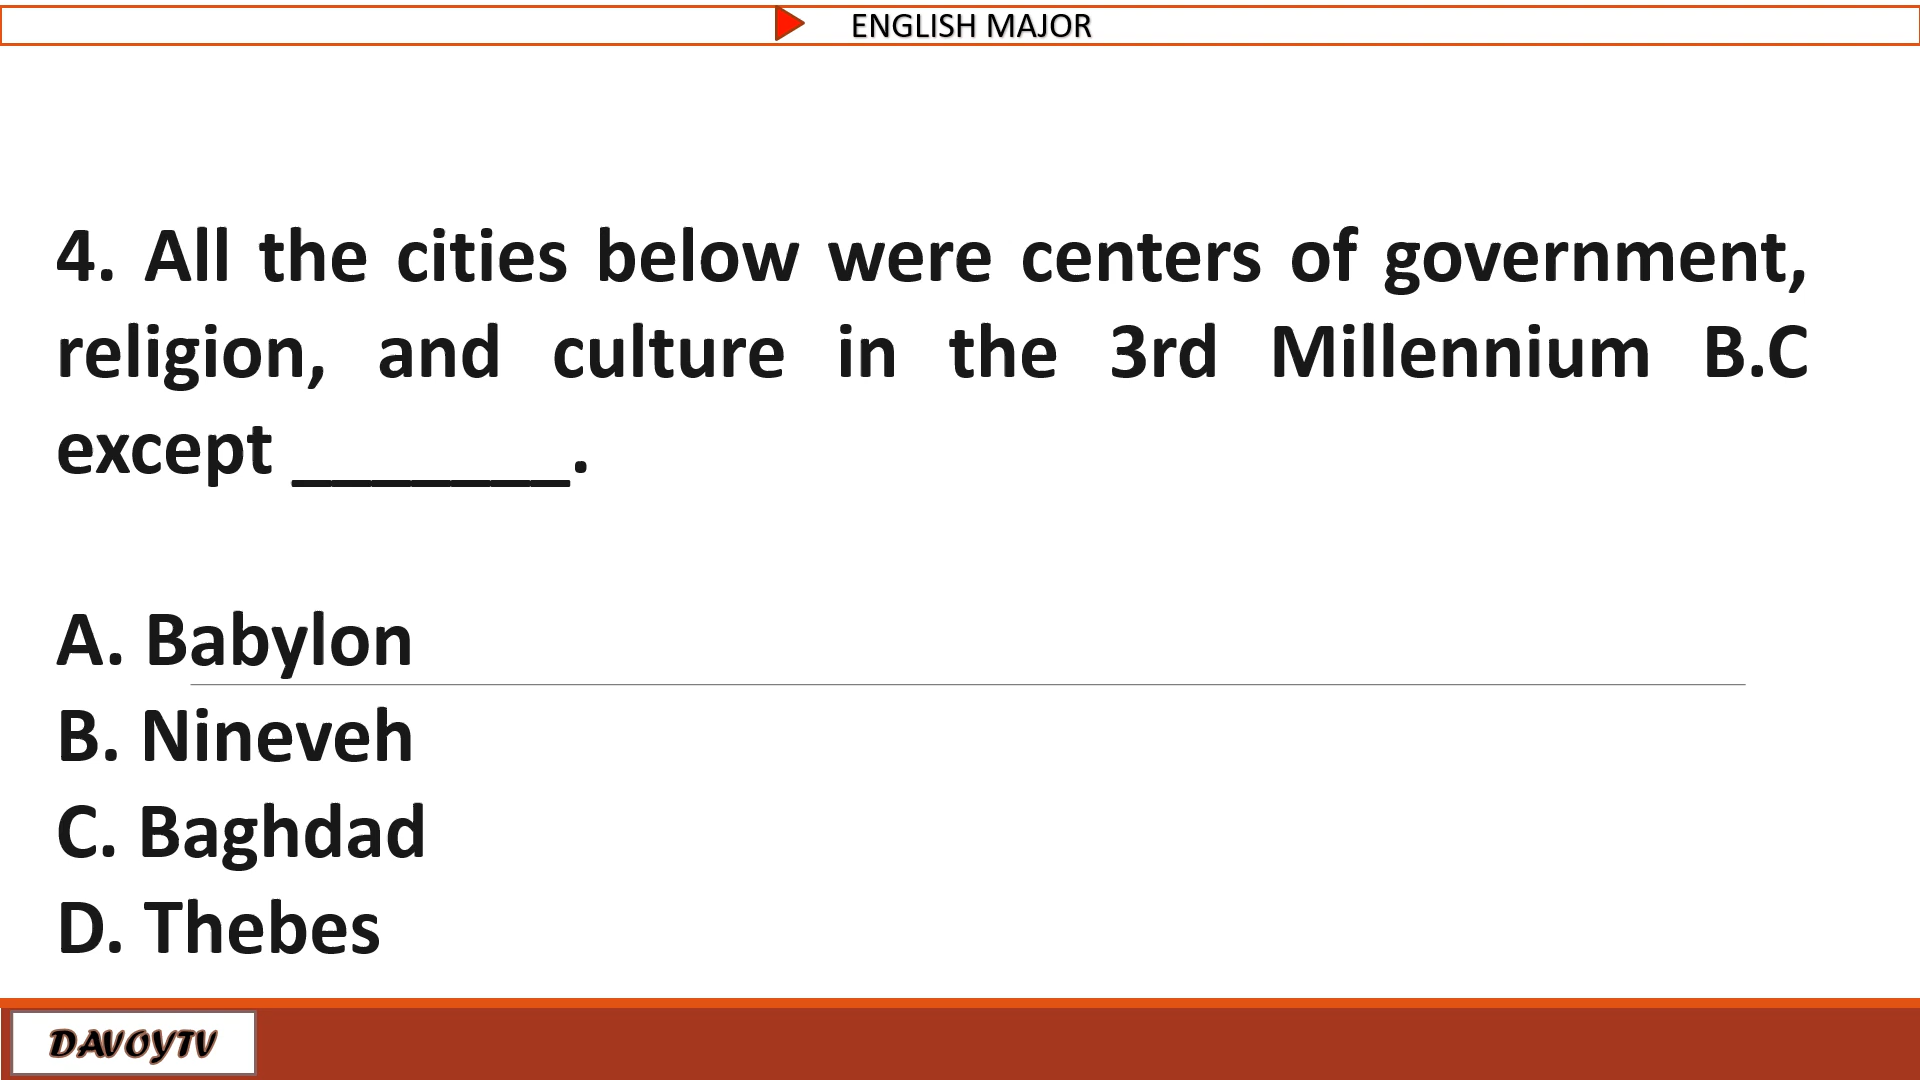 ENGLISH MAJOR
4. All the cities below were centers of government,
religion, and culture in the 3rd Millennium B.C
except _______.
A. Babylon
B. Nineveh
C. Baghdad
D. Thebes
DAVOYTV